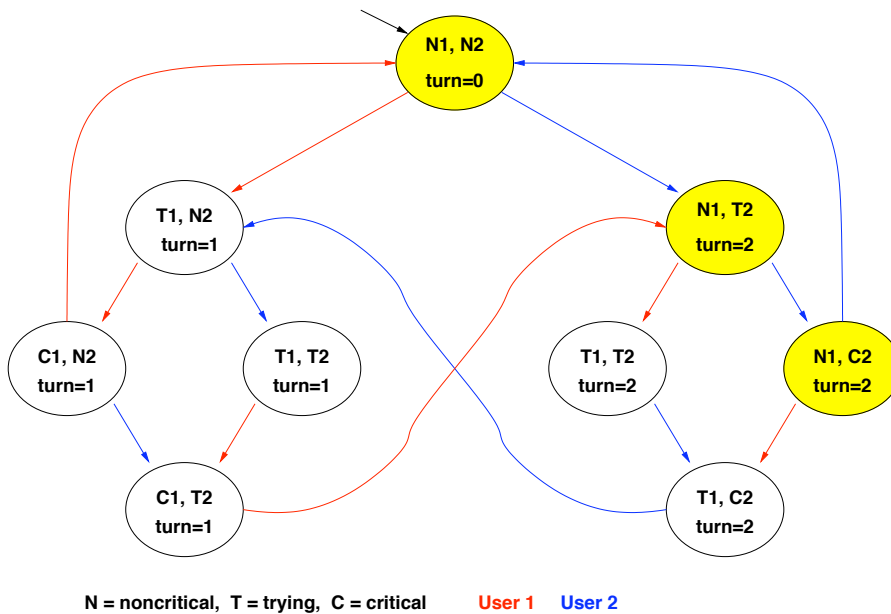 N1, N2
turn=0
T1, N2
turn=1
N1, T2
turn=2
C1, N2
turn=1
T1, T2
turn=1
T1, T2
turn=2
N1, C2
turn=2
C1, T2
turn=1
T1, C2
turn=2
N = noncritical, T = trying, C = critical User 1 User 2